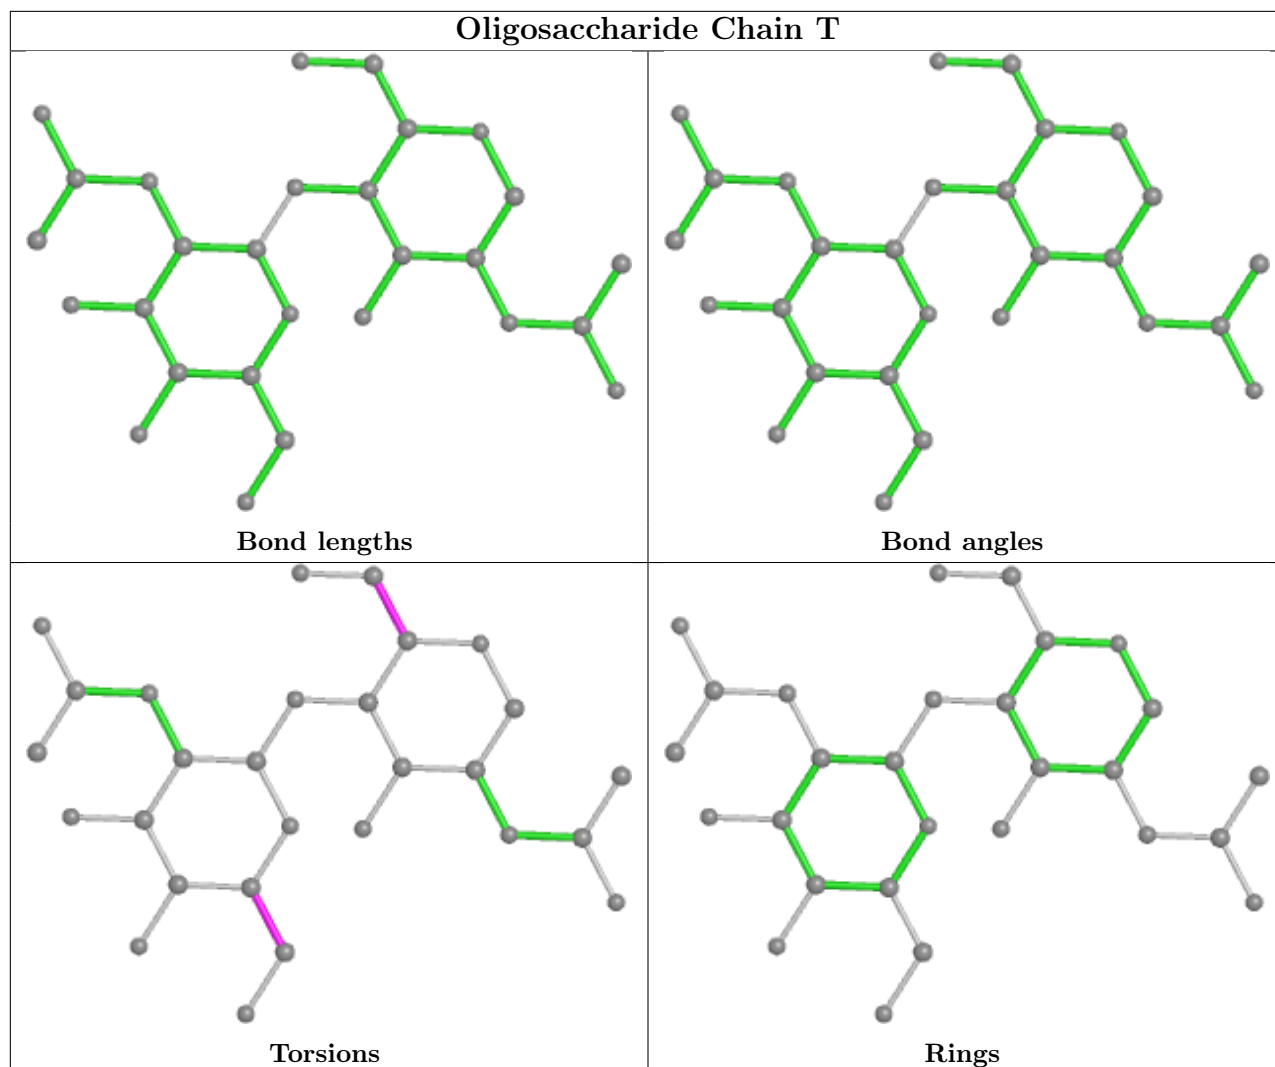 Oligosaccharide Chain T
Bond lengths
Bond angles
Torsions
Rings